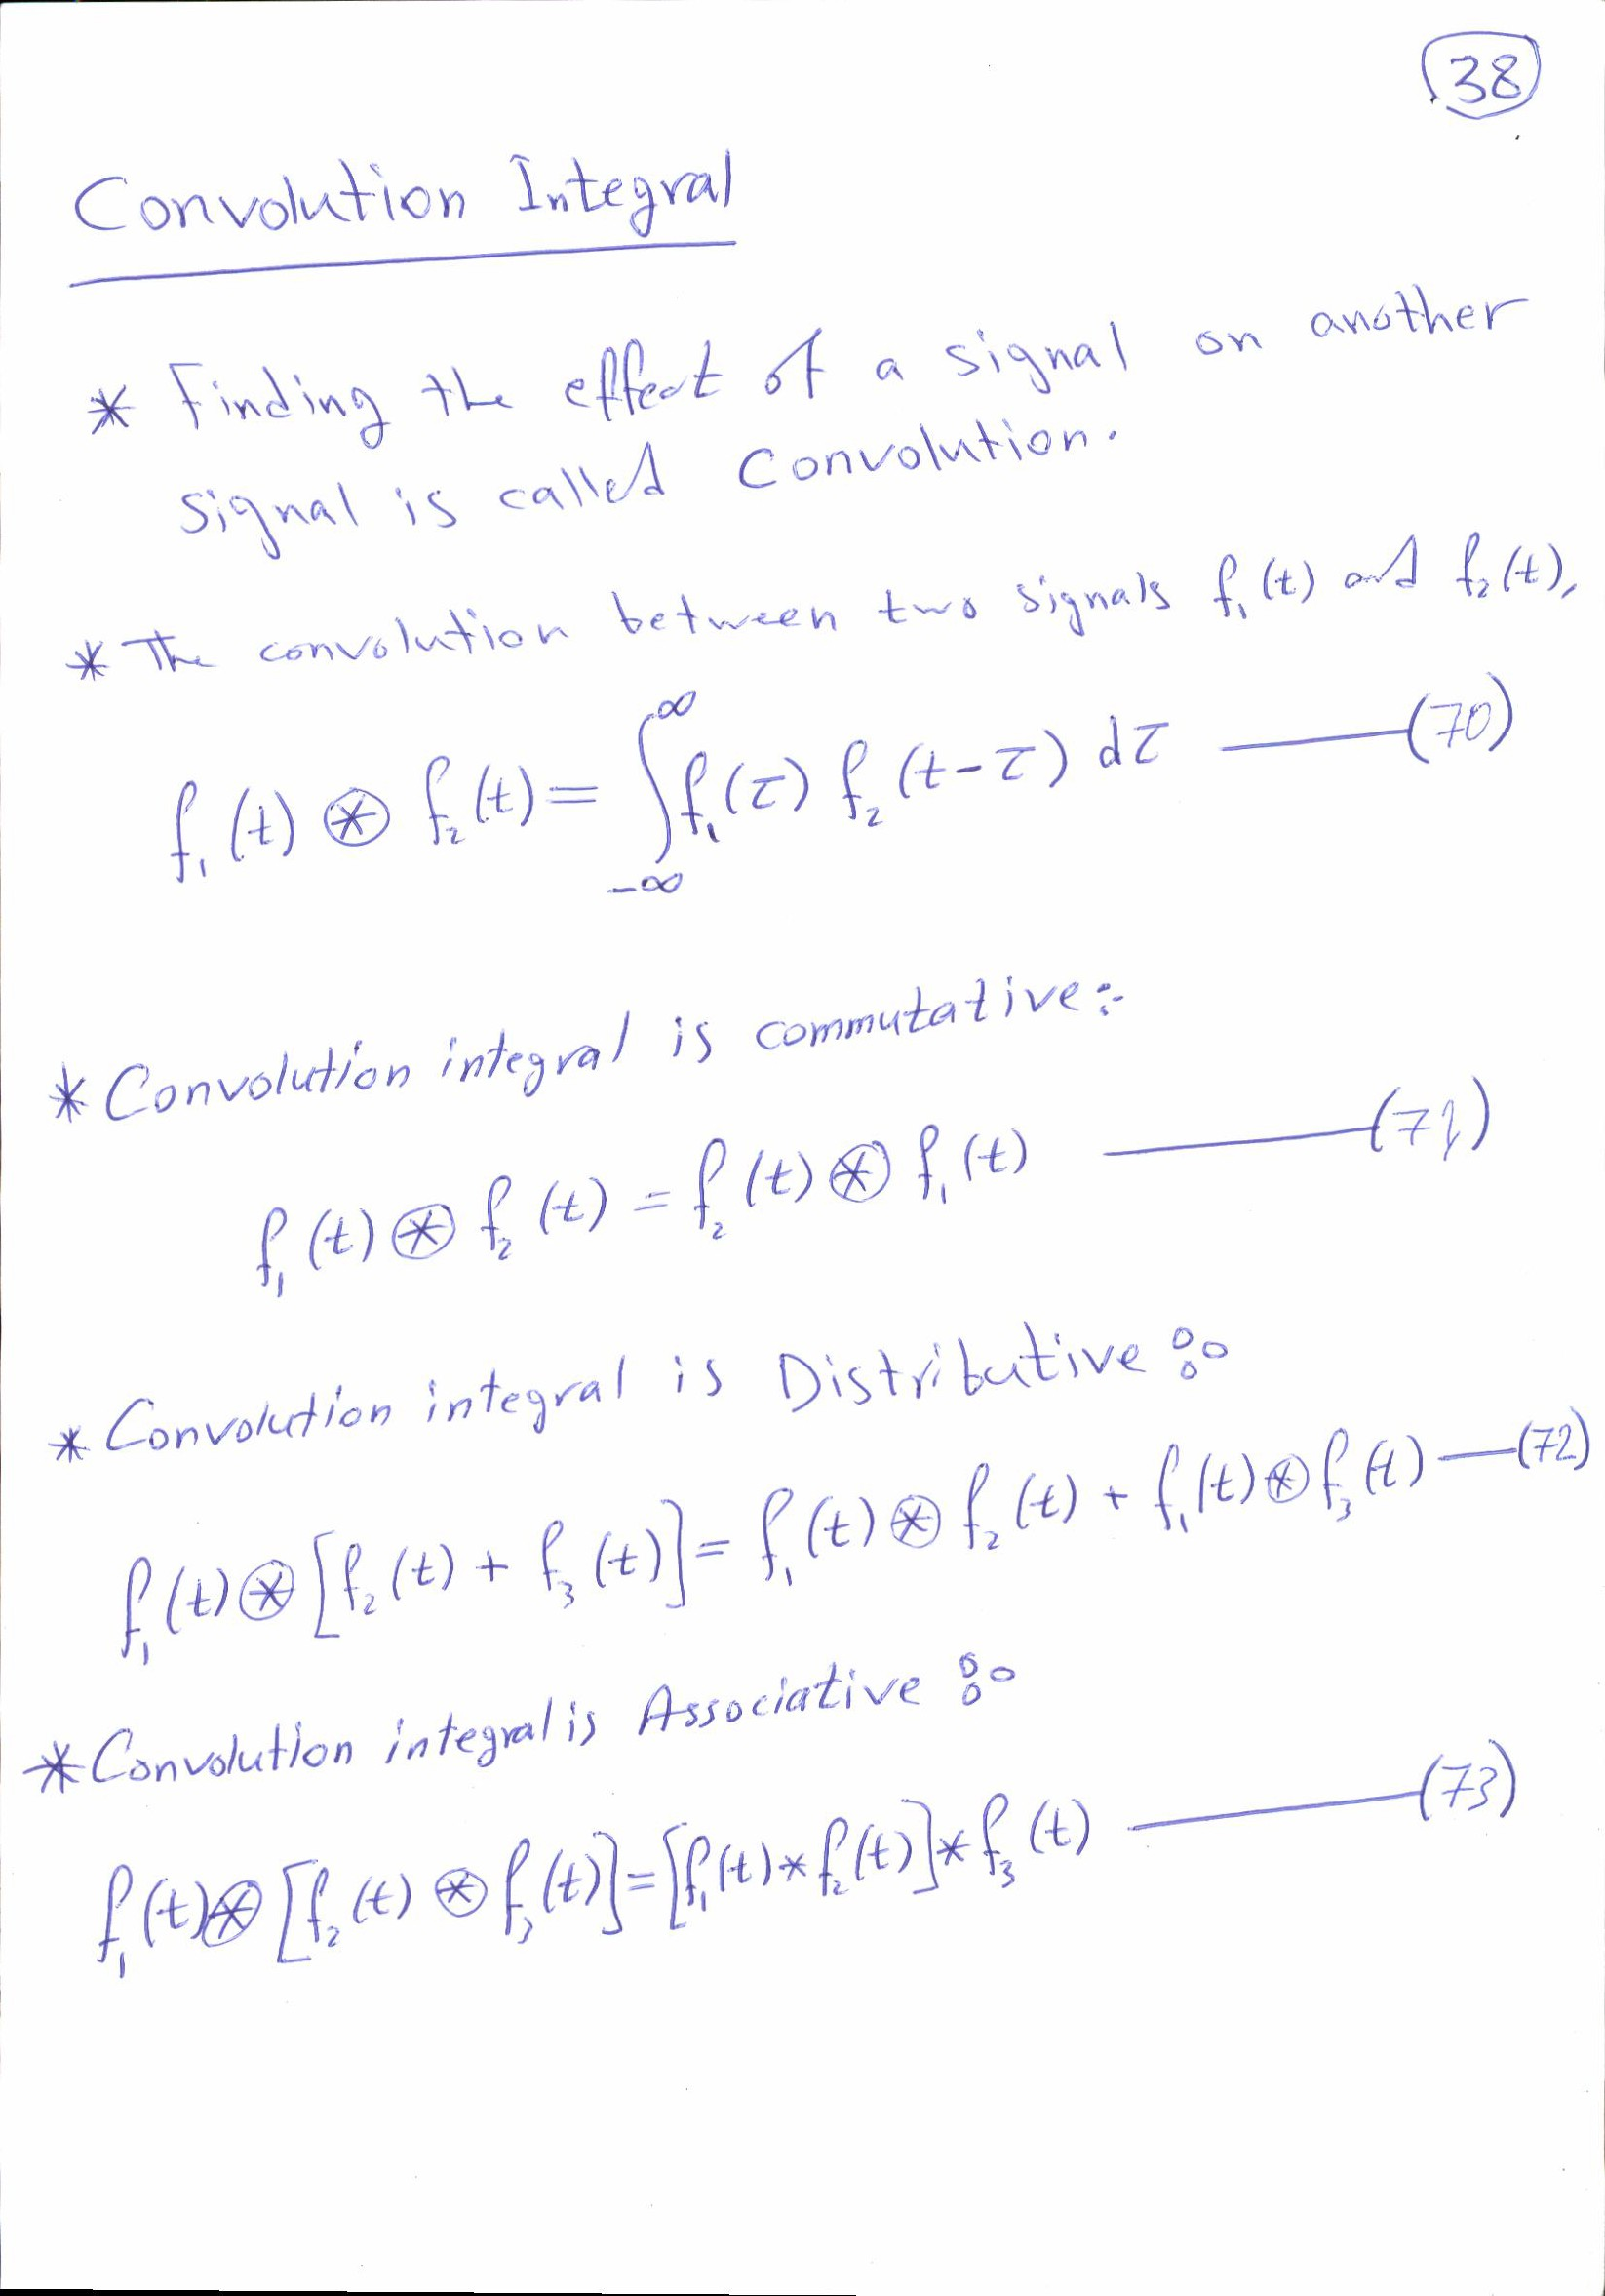 38
Convolution Integral
* Finding the effect of a signal on another
signal is called Convolution.
* The convolution between two signals f₁(t) and f₂(t),
f₁(t) ⊛ f₂(t) = ∫_{-∞}^{∞} f₁(τ) f₂(t-τ) dτ ——(70)
* Convolution integral is commutative:-
f₁(t) ⊛ f₂(t) = f₂(t) ⊛ f₁(t) ——(71)
* Convolution integral is Distributive :-
f₁(t) ⊛ [f₂(t) + f₃(t)] = f₁(t) ⊛ f₂(t) + f₁(t) ⊛ f₃(t) —(72)
* Convolution integral is Associative :-
f₁(t) ⊛ [f₂(t) ⊛ f₃(t)] = [f₁(t) * f₂(t)] * f₃(t) ——(73)